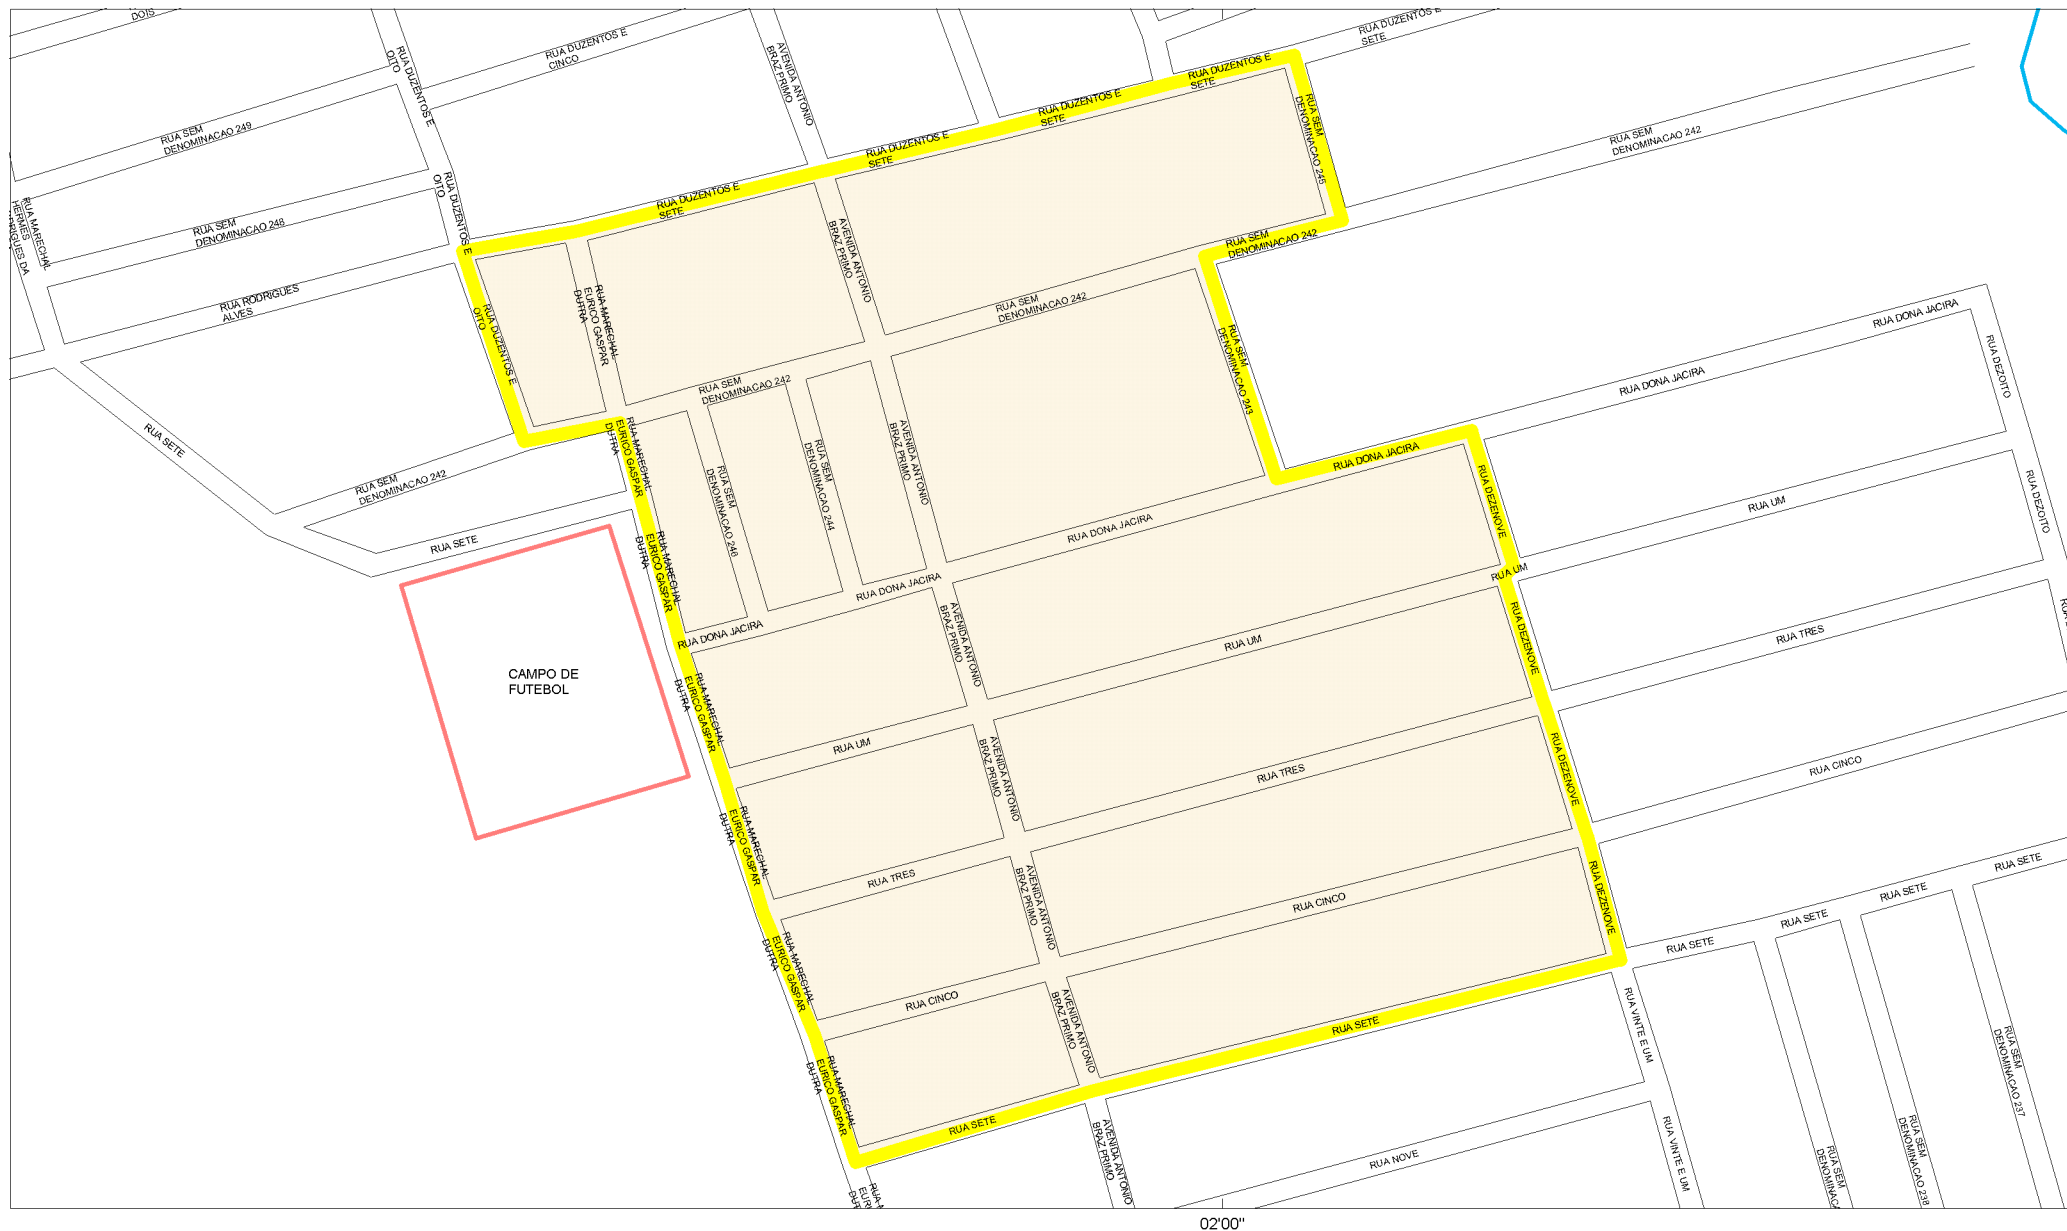 DOIS
RUA DUZENTOS E
OITO
RUA DUZENTOS E
CINCO
AVENIDA ANTONIO
BRAZ PRIMO
RUA DUZENTOS E
SETE
RUA DUZENTOS E
SETE
RUA DUZENTOS E
SETE
RUA DUZENTOS E
SETE
RUA DUZENTOS E
SETE
RUA SEM
DENOMINACAO 245
RUA SEM
DENOMINACAO 242
RUA SEM
DENOMINACAO 249
RUA MARECHAL
HERMES
RUA SEM
DENOMINACAO 248
RUA DUZENTOS E
OITO
RUA RODRIGUES
ALVES
RUA DUZENTOS E
OITO
RUA MARECHAL
EURICO GASPAR
DUTRA
AVENIDA ANTONIO
BRAZ PRIMO
RUA SEM
DENOMINACAO 242
RUA SEM
DENOMINACAO 242
RUA SEM
DENOMINACAO 243
RUA DONA JACIRA
RUA DEZOITO
RUA DONA JACIRA
RUA SEM
DENOMINACAO 242
RUA SETE
RUA SEM
DENOMINACAO 242
RUA MARECHAL
EURICO GASPAR
DUTRA
RUA SEM
DENOMINACAO 246
RUA SEM
DENOMINACAO 244
AVENIDA ANTONIO
BRAZ PRIMO
RUA DONA JACIRA
RUA DEZENOVE
RUA DEZOITO
RUA UM
RUA SETE
RUA DONA JACIRA
RUA MARECHAL
EURICO GASPAR
DUTRA
RUA DONA JACIRA
RUA DONA JACIRA
RUA UM
RUA DEZENOVE
RUA TRES
AVENIDA ANTONIO
BRAZ PRIMO
RUA UM
CAMPO DE
FUTEBOL
RUA MARECHAL
EURICO GASPAR
DUTRA
RUA UM
AVENIDA ANTONIO
BRAZ PRIMO
RUA TRES
RUA DEZENOVE
RUA CINCO
RUA MARECHAL
EURICO GASPAR
DUTRA
RUA TRES
AVENIDA ANTONIO
BRAZ PRIMO
RUA CINCO
RUA DEZENOVE
RUA SETE
RUA SETE
RUA SETE
RUA SETE
RUA MARECHAL
EURICO GASPAR
DUTRA
RUA CINCO
AVENIDA ANTONIO
BRAZ PRIMO
RUA SETE
RUA VINTE E UM
RUA SEM
DENOMINACAO 237
RUA MARECHAL
EURICO GASPAR
DUTRA
RUA SETE
AVENIDA ANTONIO
BRAZ PRIMO
RUA NOVE
RUA VINTE E UM
RUA SEM
RUA SEM
DENOMINACAO 238
02'00"